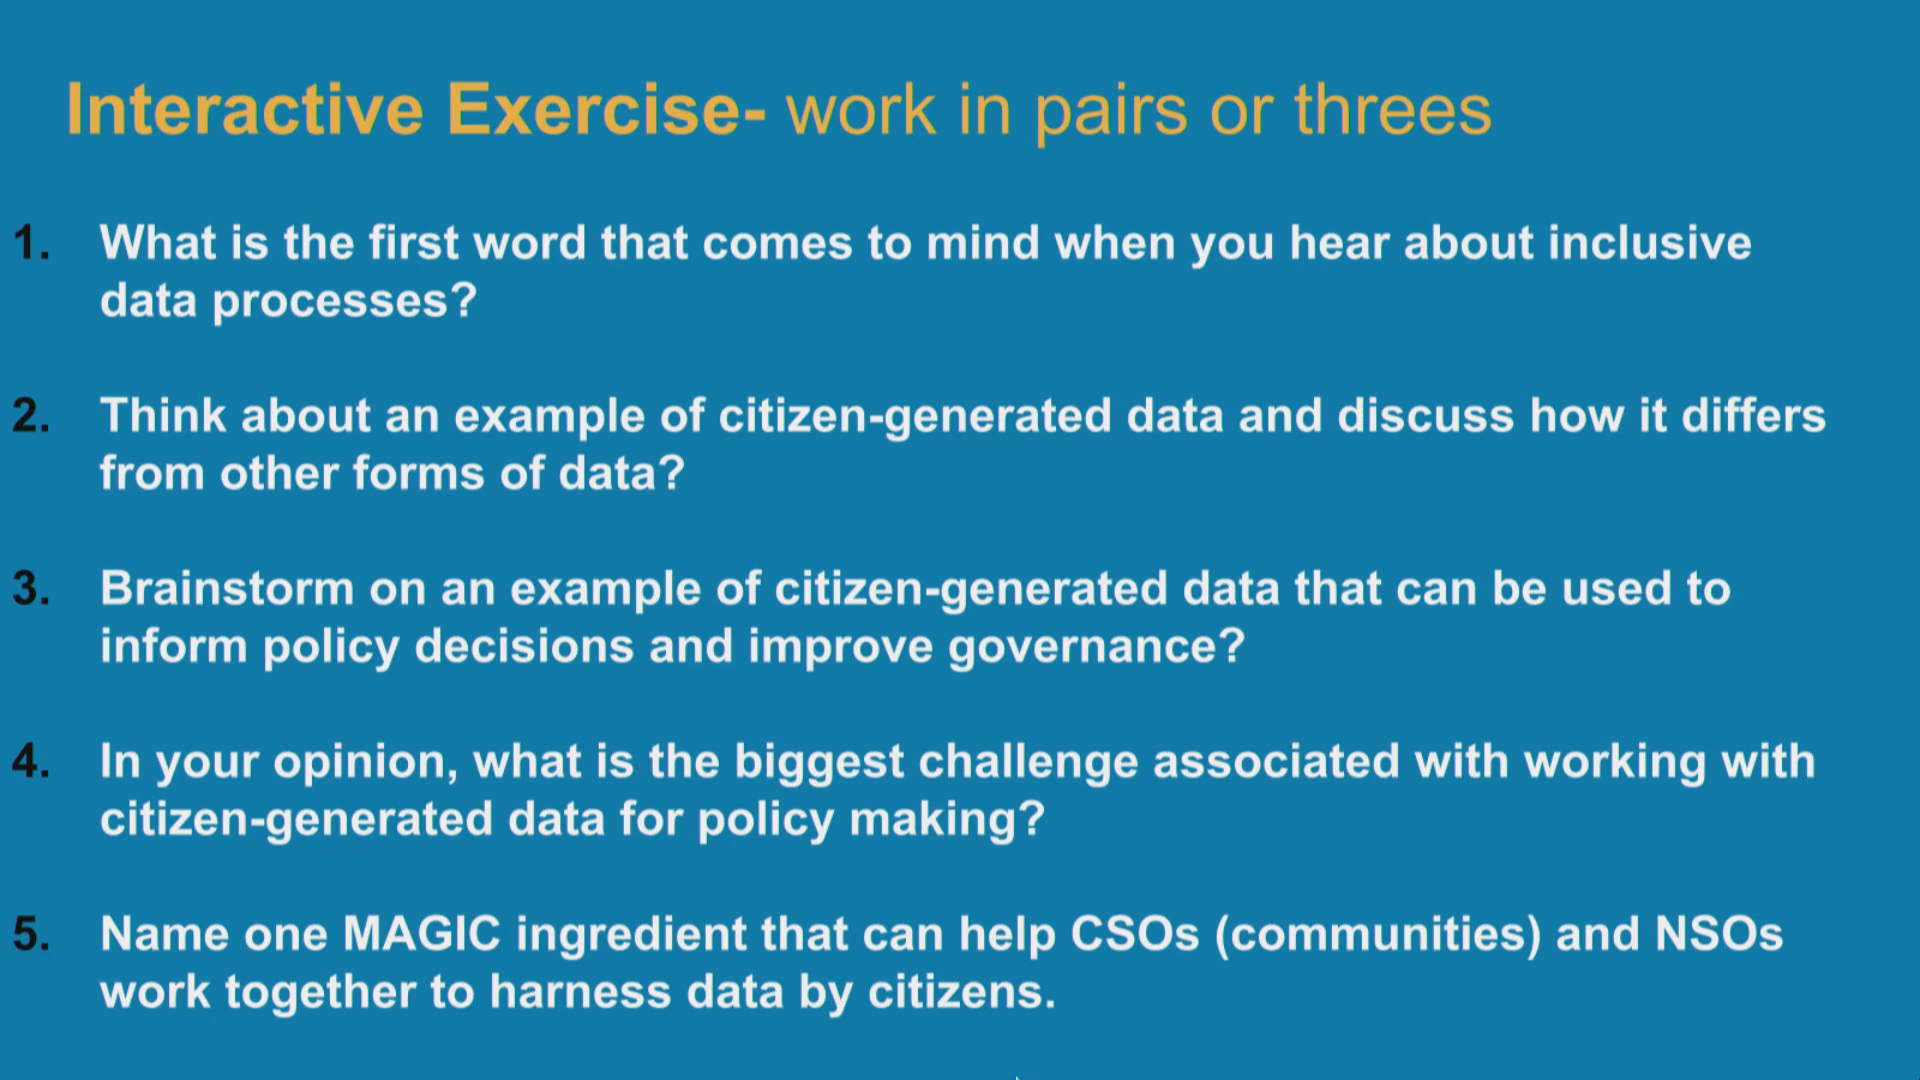 Interactive Exercise- work in pairs or threes
1. What is the first word that comes to mind when you hear about inclusive
data processes?
2. Think about an example of citizen-generated data and discuss how it differs
from other forms of data?
3. Brainstorm on an example of citizen-generated data that can be used to
inform policy decisions and improve governance?
4. In your opinion, what is the biggest challenge associated with working with
citizen-generated data for policy making?
5. Name one MAGIC ingredient that can help CSOs (communities) and NSOs
work together to harness data by citizens.